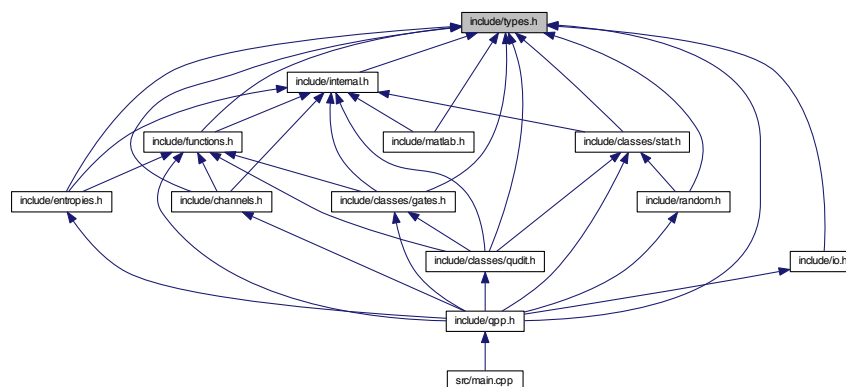 include/types.h
include/internal.h
include/functions.h
include/matlab.h
include/classes/stat.h
include/entropies.h
include/channels.h
include/classes/gates.h
include/random.h
include/classes/qudit.h
include/io.h
include/qpp.h
src/main.cpp